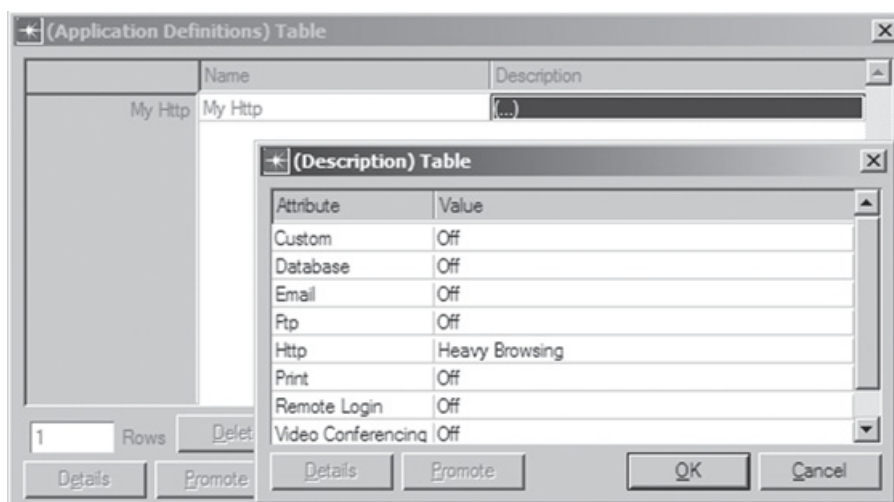 (Application Definitions) Table
Name Description
My Http My Http (...)
(Description) Table
Attribute Value
Custom Off
Database Off
Email Off
Ftp Off
Http Heavy Browsing
Print Off
Remote Login Off
Video Conferencing Off
1 Rows Delet
Details Promote
Details Promote OK Cancel